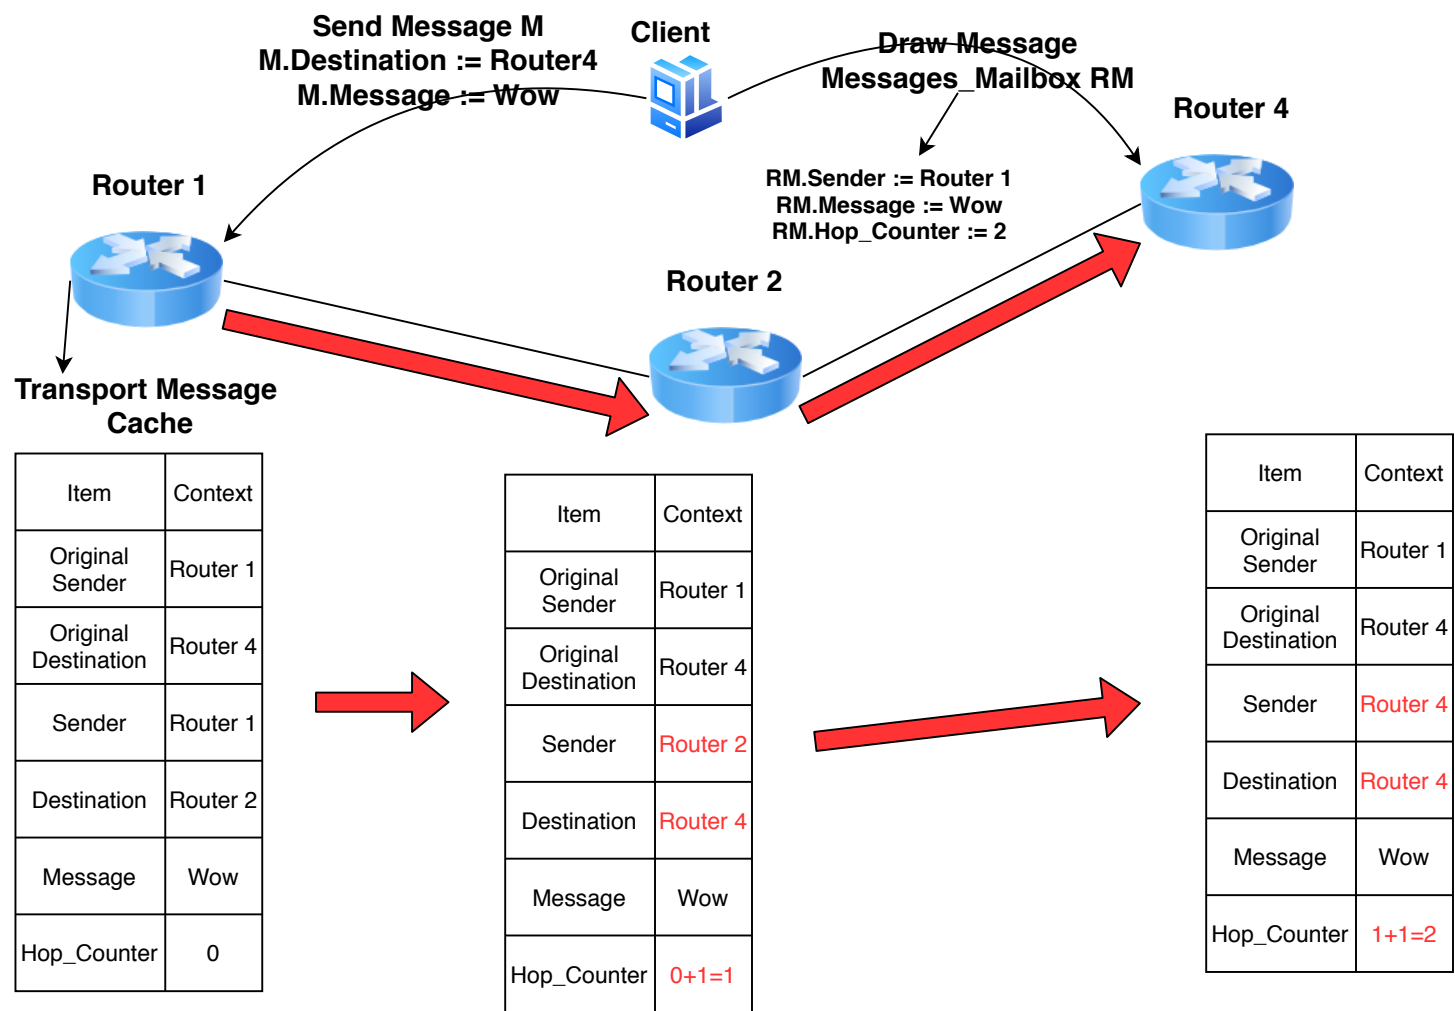 Send Message M
M.Destination := Router4
M.Message := Wow
Client
Draw Message
Messages_Mailbox RM
Router 4
Router 1
RM.Sender := Router 1
RM.Message := Wow
RM.Hop_Counter := 2
Router 2
Transport Message
Cache
Item
Context
Original
Sender
Router 1
Original
Destination
Router 4
Sender
Router 1
Destination
Router 2
Message
Wow
Hop_Counter
0
Item
Context
Original
Sender
Router 1
Original
Destination
Router 4
Sender
Router 2
Destination
Router 4
Message
Wow
Hop_Counter
0+1=1
Item
Context
Original
Sender
Router 1
Original
Destination
Router 4
Sender
Router 4
Destination
Router 4
Message
Wow
Hop_Counter
1+1=2